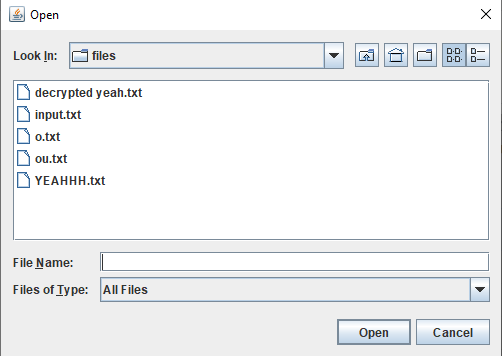 Open
Look In: files
decrypted yeah.txt
input.txt
o.txt
ou.txt
YEAHHH.txt
File Name:
Files of Type: All Files
Open Cancel